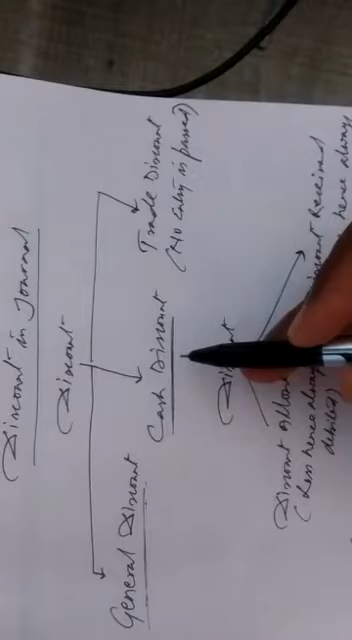 Discount in Journal
Discount
General Discount
Cash Discount
Trade Discount
(No entry is passed)
Discount Allow
(Loss hence always
debited)
Discount Received
hence always